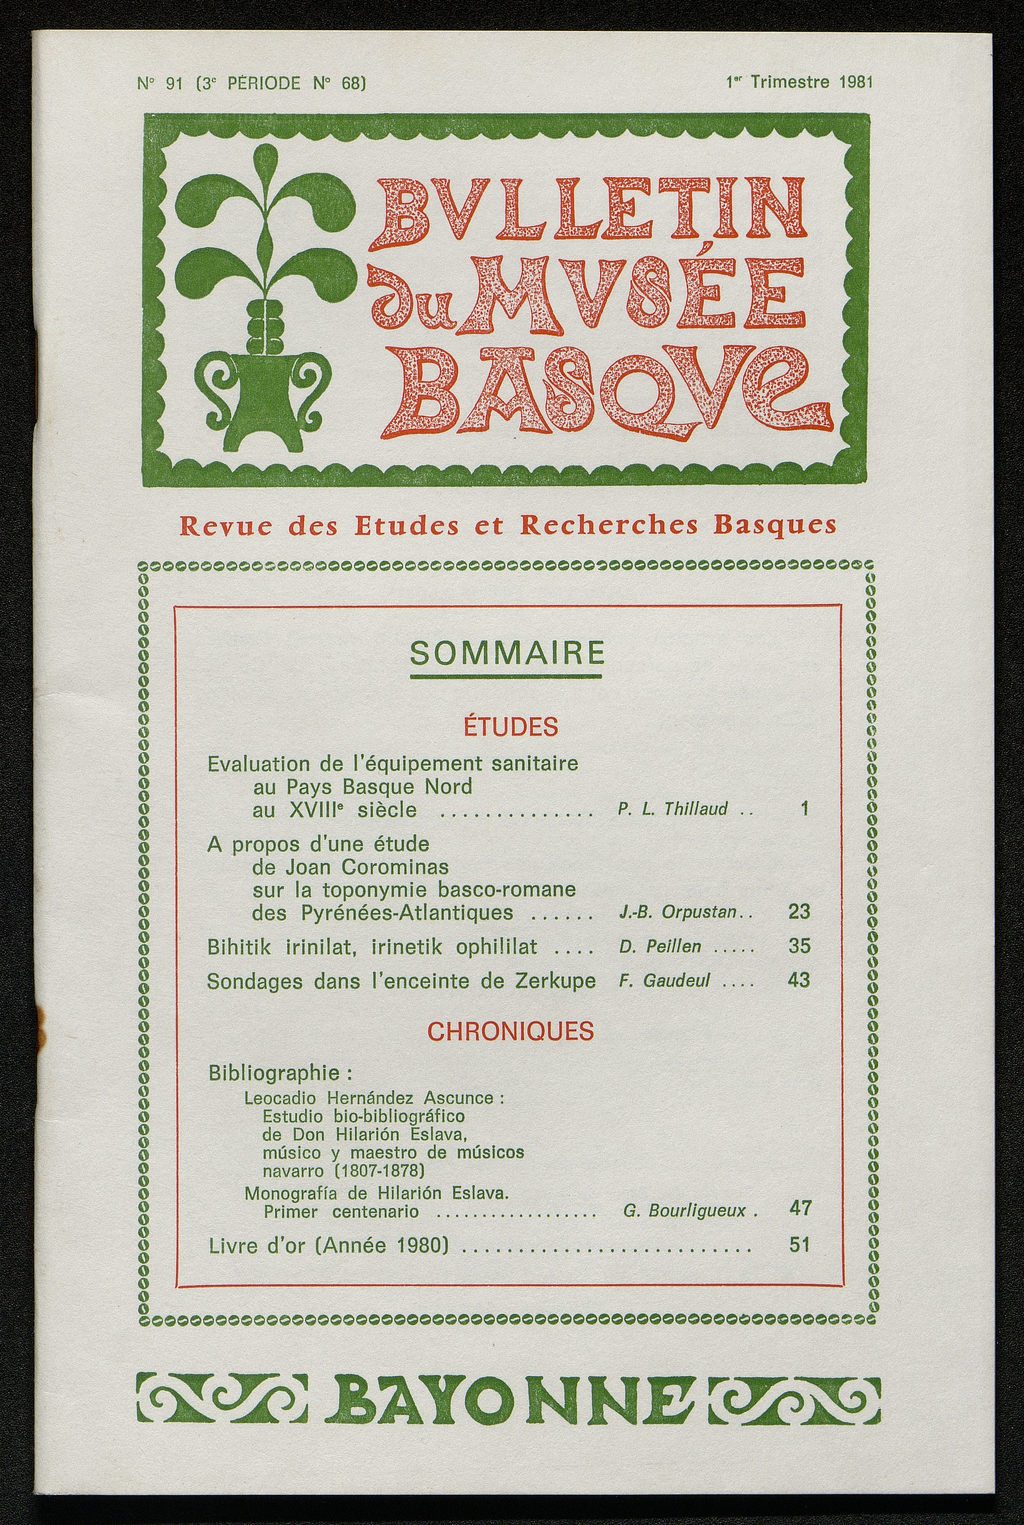 N° 91 (3e PÉRIODE N° 68)
1er Trimestre 1981
BVLLETIN
du MVSÉE
BASQVE
Revue des Etudes et Recherches Basques
SOMMAIRE
ÉTUDES
Evaluation de l'équipement sanitaire
au Pays Basque Nord
au XVIIIe siècle .............. P. L. Thillaud .. 1
A propos d'une étude
de Joan Corominas
sur la toponymie basco-romane
des Pyrénées-Atlantiques ...... J.-B. Orpustan.. 23
Bihitik irinilat, irinetik ophililat .... D. Peillen ..... 35
Sondages dans l'enceinte de Zerkupe F. Gaudeul .... 43
CHRONIQUES
Bibliographie :
Leocadio Hernández Ascunce :
Estudio bio-bibliográfico
de Don Hilarión Eslava,
músico y maestro de músicos
navarro (1807-1878)
Monografía de Hilarión Eslava.
Primer centenario .................. G. Bourligueux . 47
Livre d'or (Année 1980) .......................... 51
BAYONNE